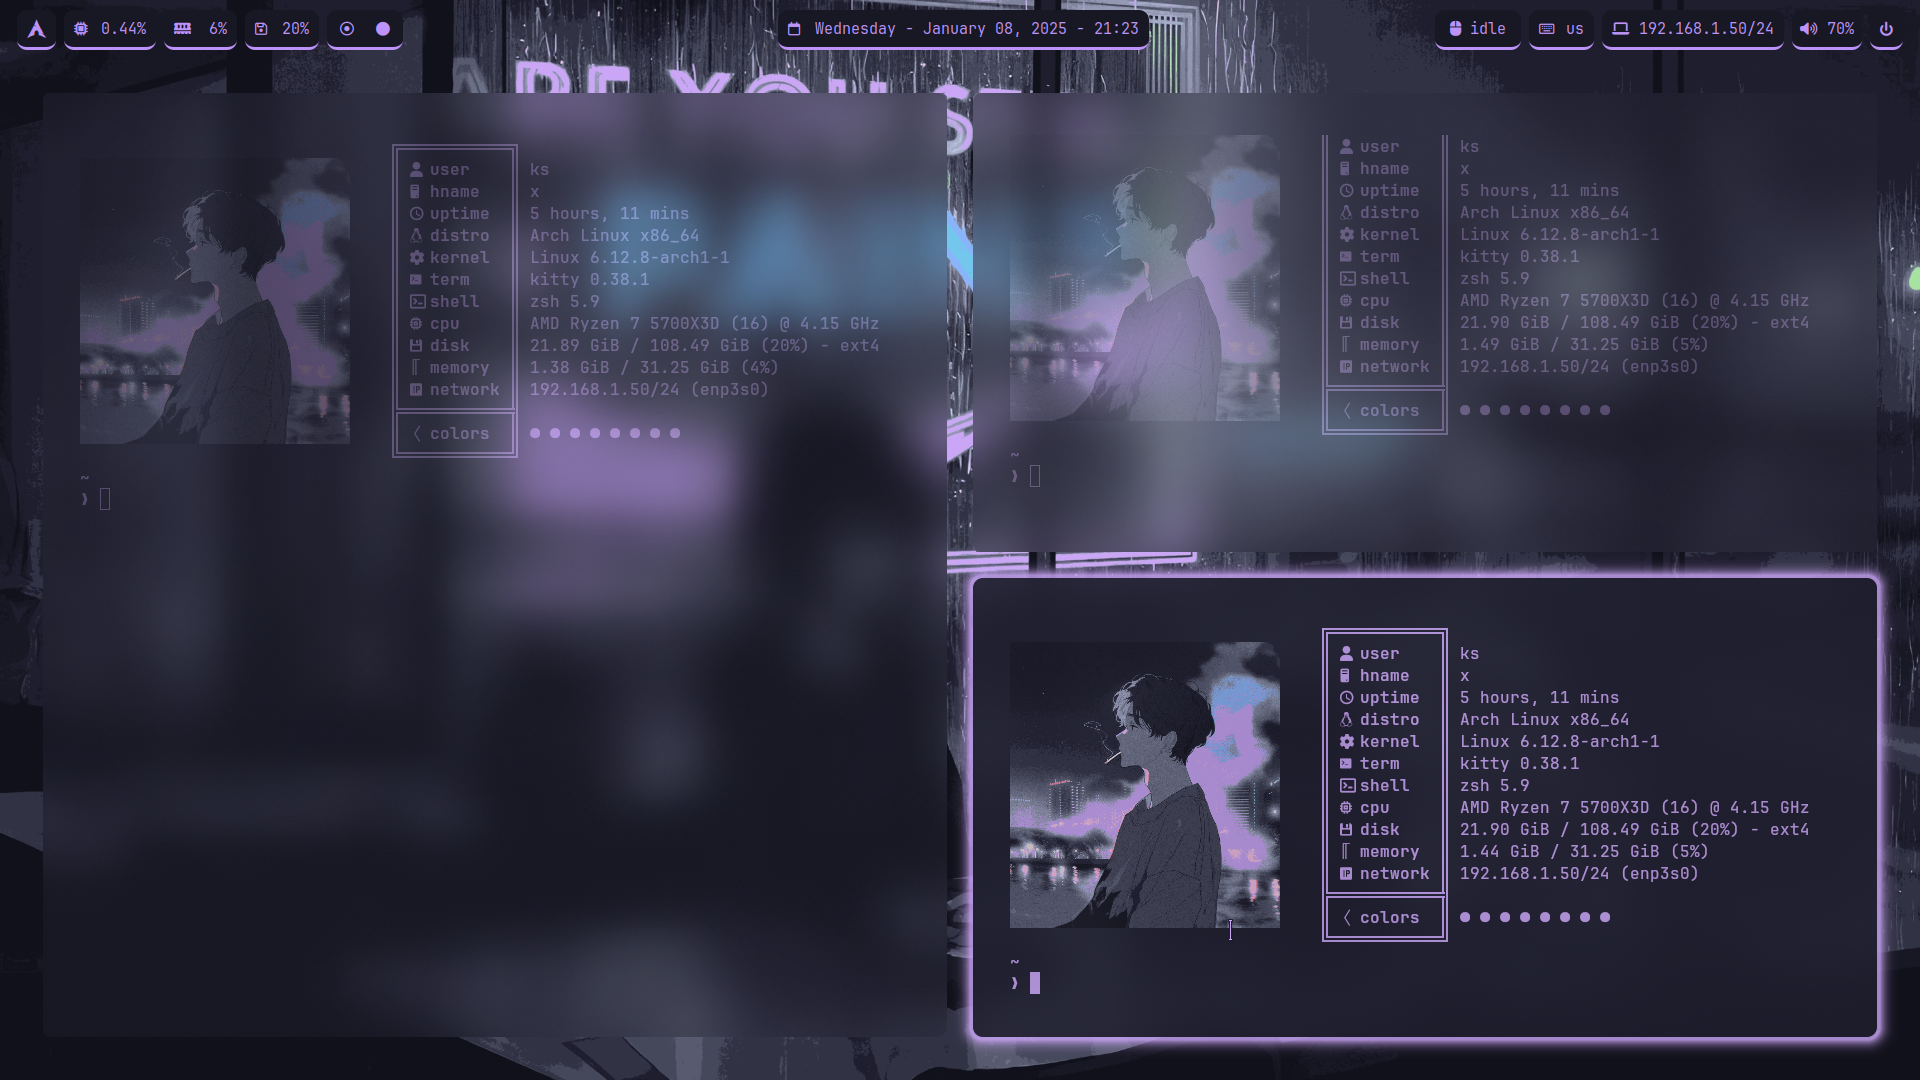 0.44%
6%
20%
Wednesday - January 08, 2025 - 21:23
idle
us
192.168.1.50/24
70%
user ks
hname x
uptime 5 hours, 11 mins
distro Arch Linux x86_64
kernel Linux 6.12.8-arch1-1
term kitty 0.38.1
shell zsh 5.9
cpu AMD Ryzen 7 5700X3D (16) @ 4.15 GHz
disk 21.89 GiB / 108.49 GiB (20%) - ext4
memory 1.38 GiB / 31.25 GiB (4%)
network 192.168.1.50/24 (enp3s0)
colors
~
❯
user ks
hname x
uptime 5 hours, 11 mins
distro Arch Linux x86_64
kernel Linux 6.12.8-arch1-1
term kitty 0.38.1
shell zsh 5.9
cpu AMD Ryzen 7 5700X3D (16) @ 4.15 GHz
disk 21.90 GiB / 108.49 GiB (20%) - ext4
memory 1.49 GiB / 31.25 GiB (5%)
network 192.168.1.50/24 (enp3s0)
colors
~
❯
user ks
hname x
uptime 5 hours, 11 mins
distro Arch Linux x86_64
kernel Linux 6.12.8-arch1-1
term kitty 0.38.1
shell zsh 5.9
cpu AMD Ryzen 7 5700X3D (16) @ 4.15 GHz
disk 21.90 GiB / 108.49 GiB (20%) - ext4
memory 1.44 GiB / 31.25 GiB (5%)
network 192.168.1.50/24 (enp3s0)
colors
~
❯